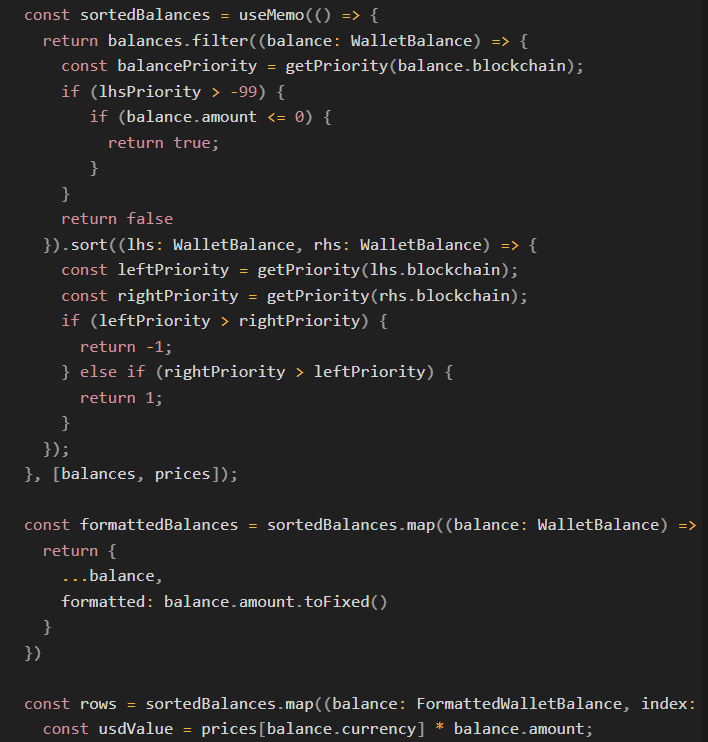 const sortedBalances = useMemo(() => {
  return balances.filter((balance: WalletBalance) => {
    const balancePriority = getPriority(balance.blockchain);
    if (lhsPriority > -99) {
       if (balance.amount <= 0) {
         return true;
       }
    }
    return false
  }).sort((lhs: WalletBalance, rhs: WalletBalance) => {
    const leftPriority = getPriority(lhs.blockchain);
    const rightPriority = getPriority(rhs.blockchain);
    if (leftPriority > rightPriority) {
      return -1;
    } else if (rightPriority > leftPriority) {
      return 1;
    }
  });
}, [balances, prices]);

const formattedBalances = sortedBalances.map((balance: WalletBalance) =>
  return {
    ...balance,
    formatted: balance.amount.toFixed()
  }
})

const rows = sortedBalances.map((balance: FormattedWalletBalance, index:
  const usdValue = prices[balance.currency] * balance.amount;